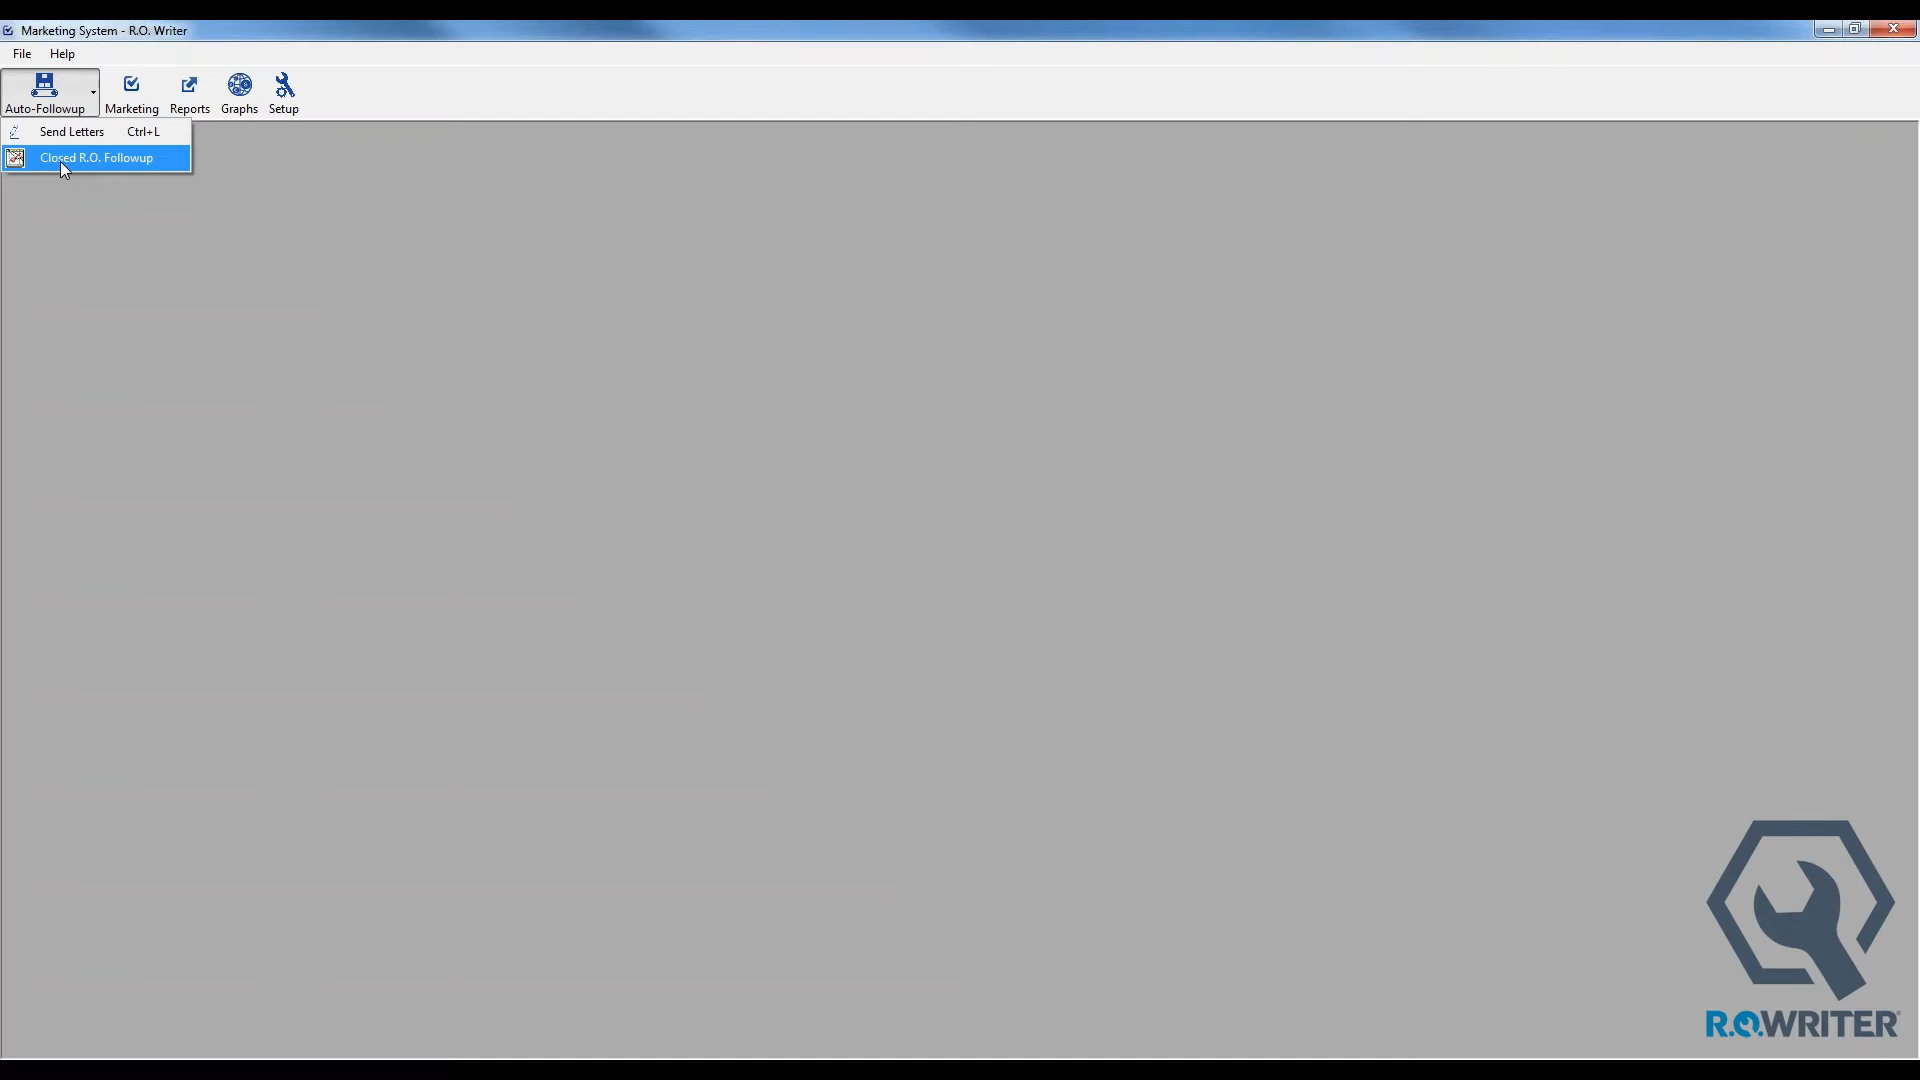 Marketing System - R.O. Writer
File Help
Auto-Followup Marketing Reports Graphs Setup
Send Letters Ctrl+L
Closed R.O. Followup
R.O.WRITER